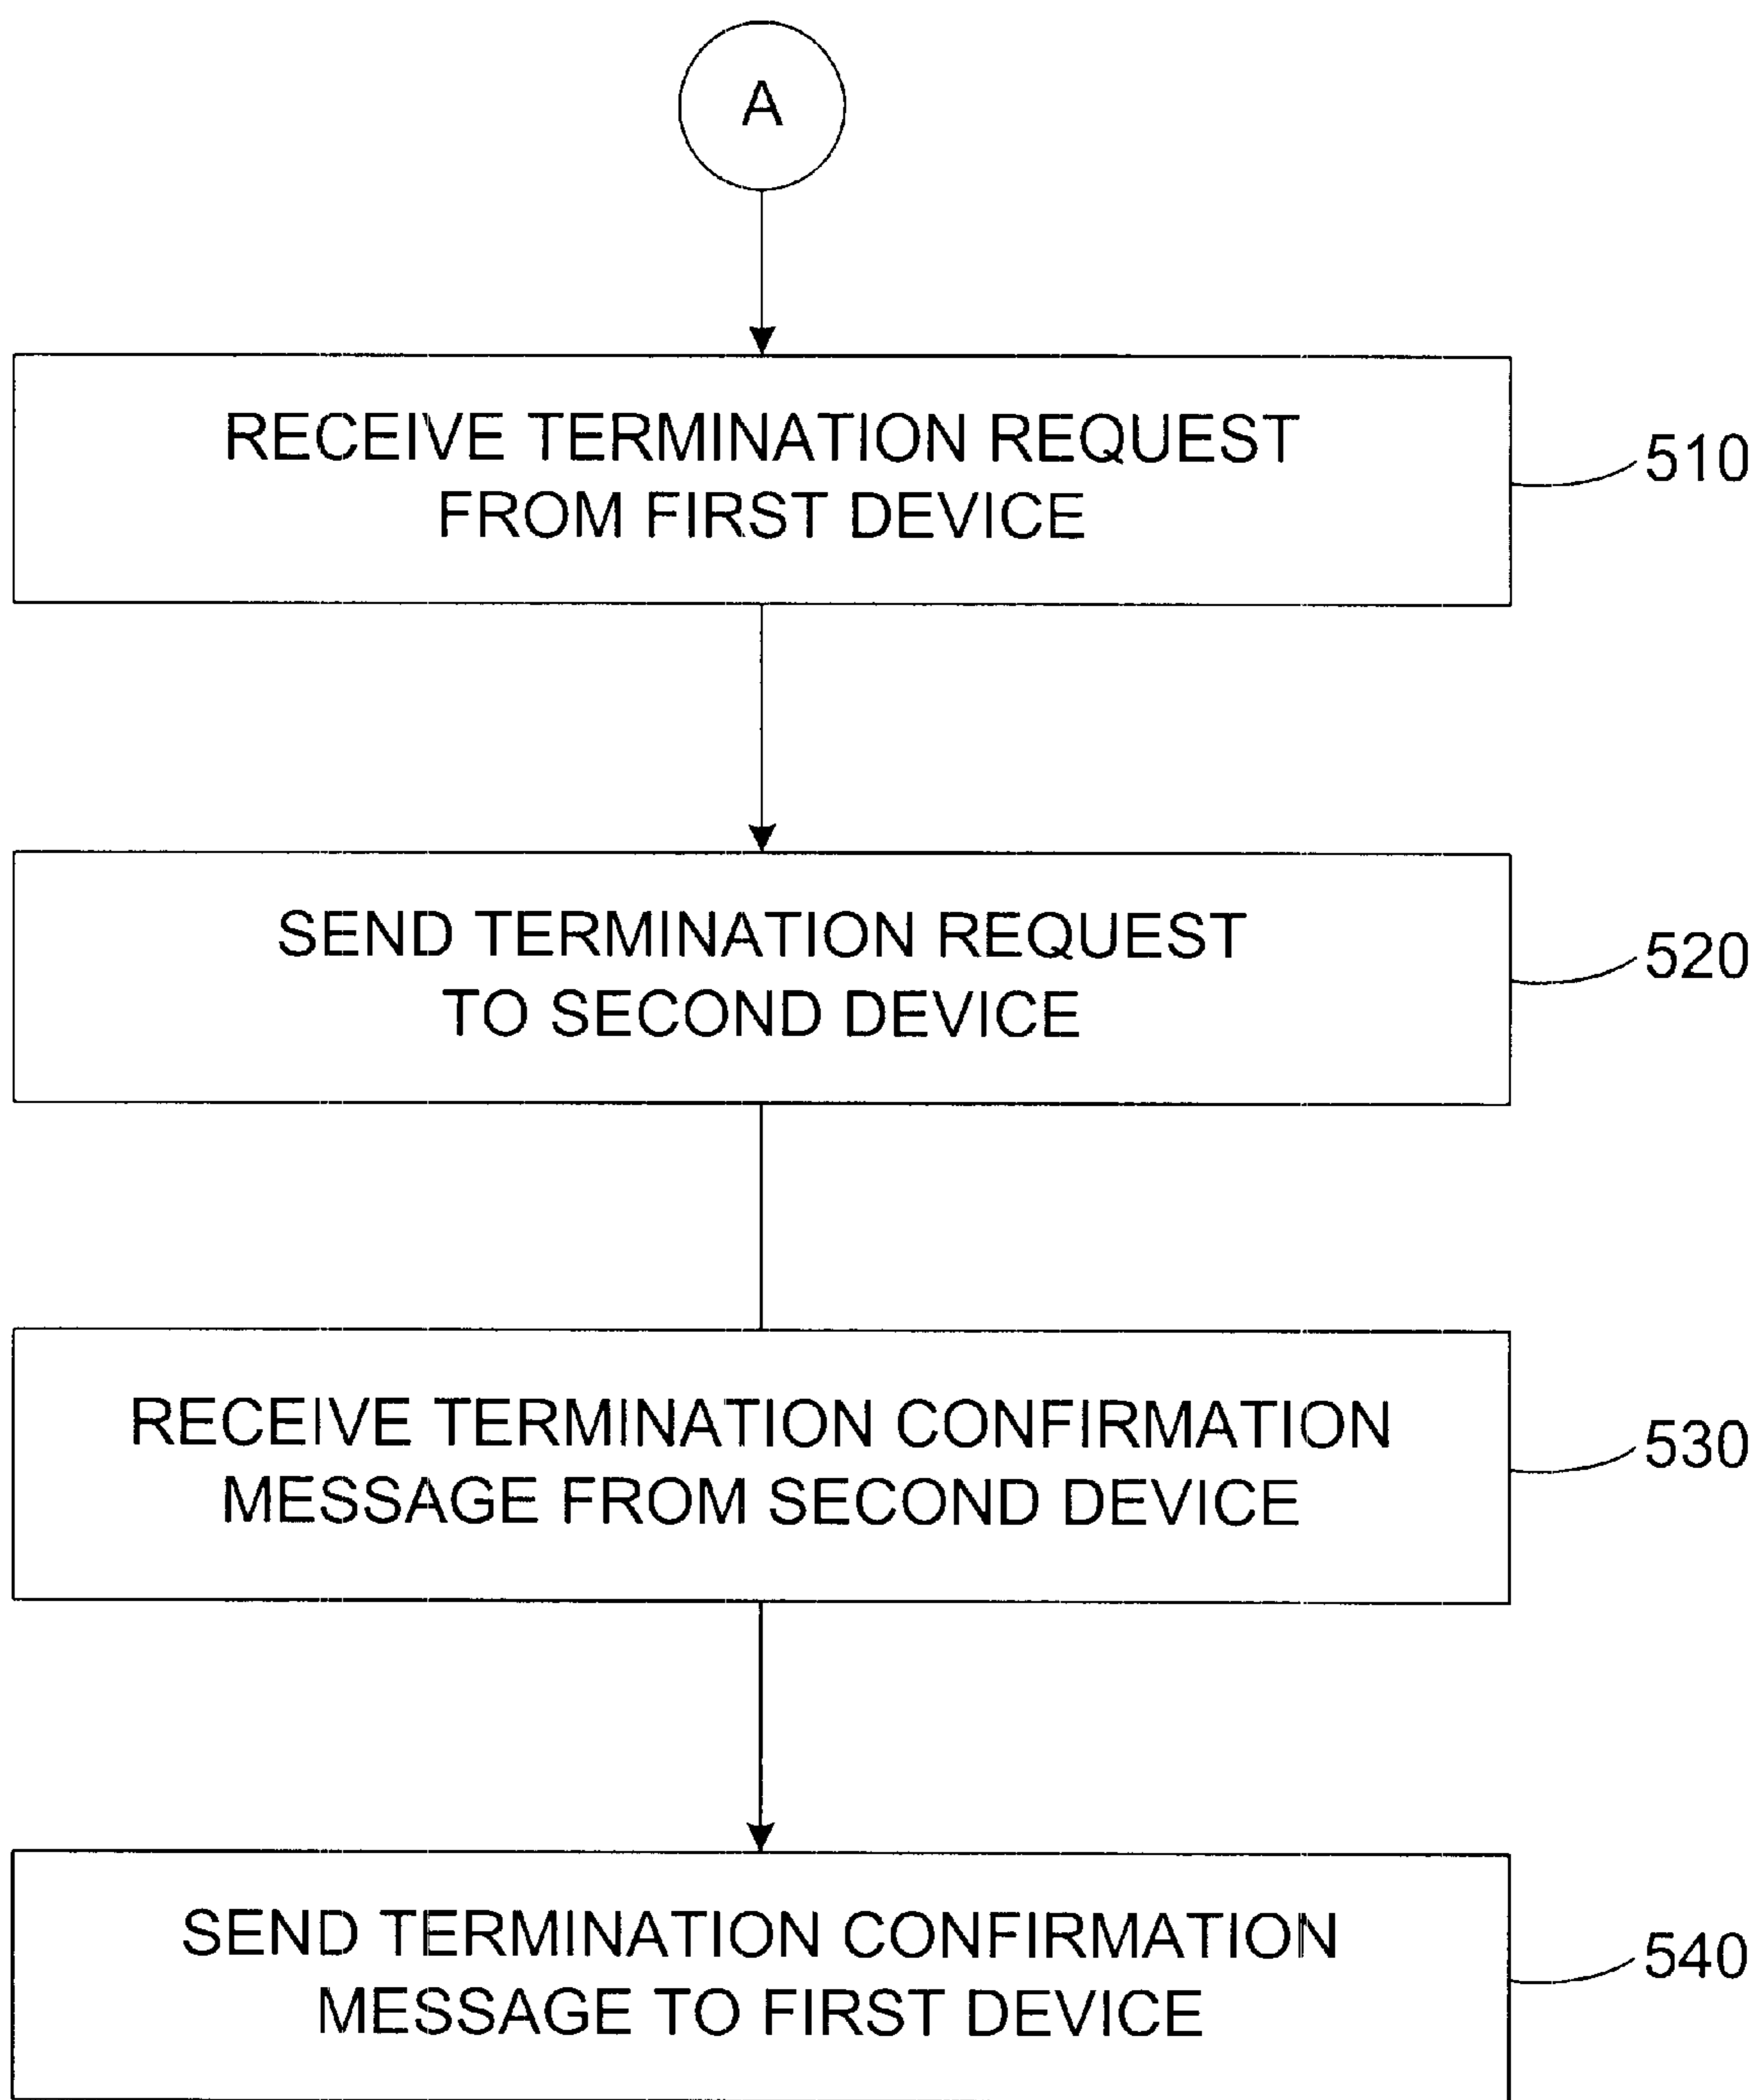 A
RECEIVE TERMINATION REQUEST
FROM FIRST DEVICE
510
SEND TERMINATION REQUEST
TO SECOND DEVICE
520
RECEIVE TERMINATION CONFIRMATION
MESSAGE FROM SECOND DEVICE
530
SEND TERMINATION CONFIRMATION
MESSAGE TO FIRST DEVICE
540